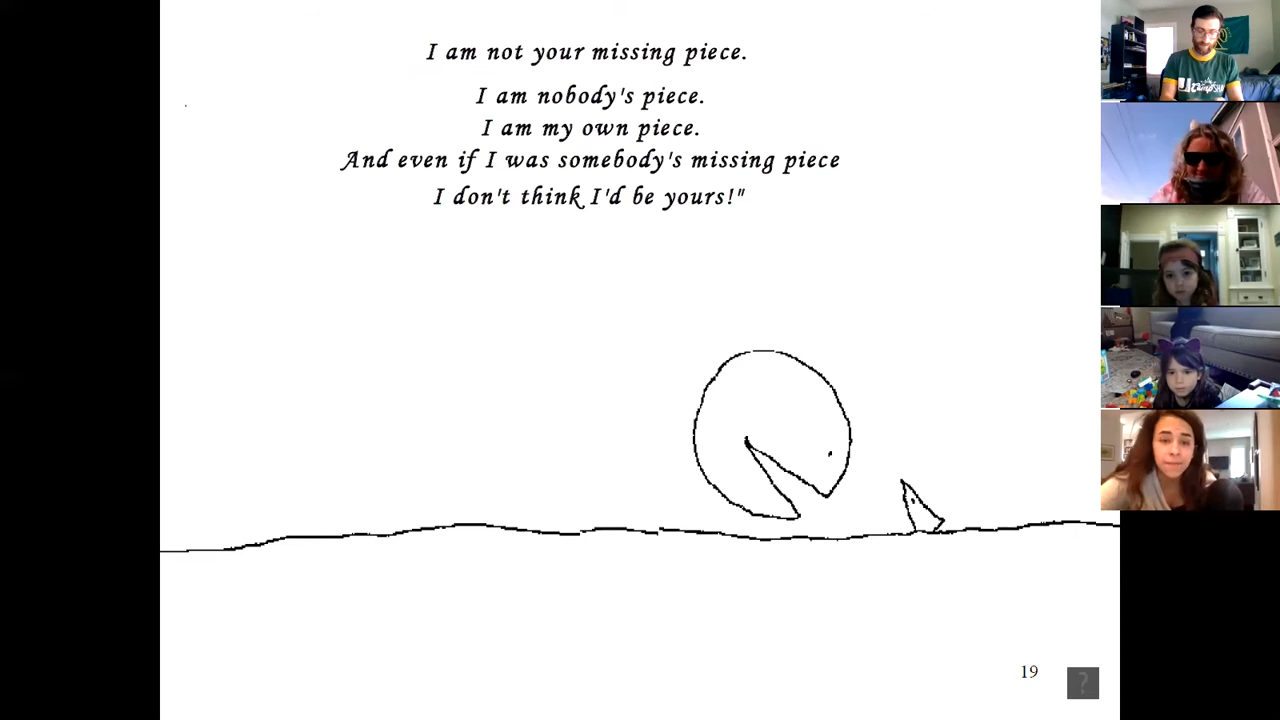 I am not your missing piece.
I am nobody's piece.
I am my own piece.
And even if I was somebody's missing piece
I don't think I'd be yours!"
19
?